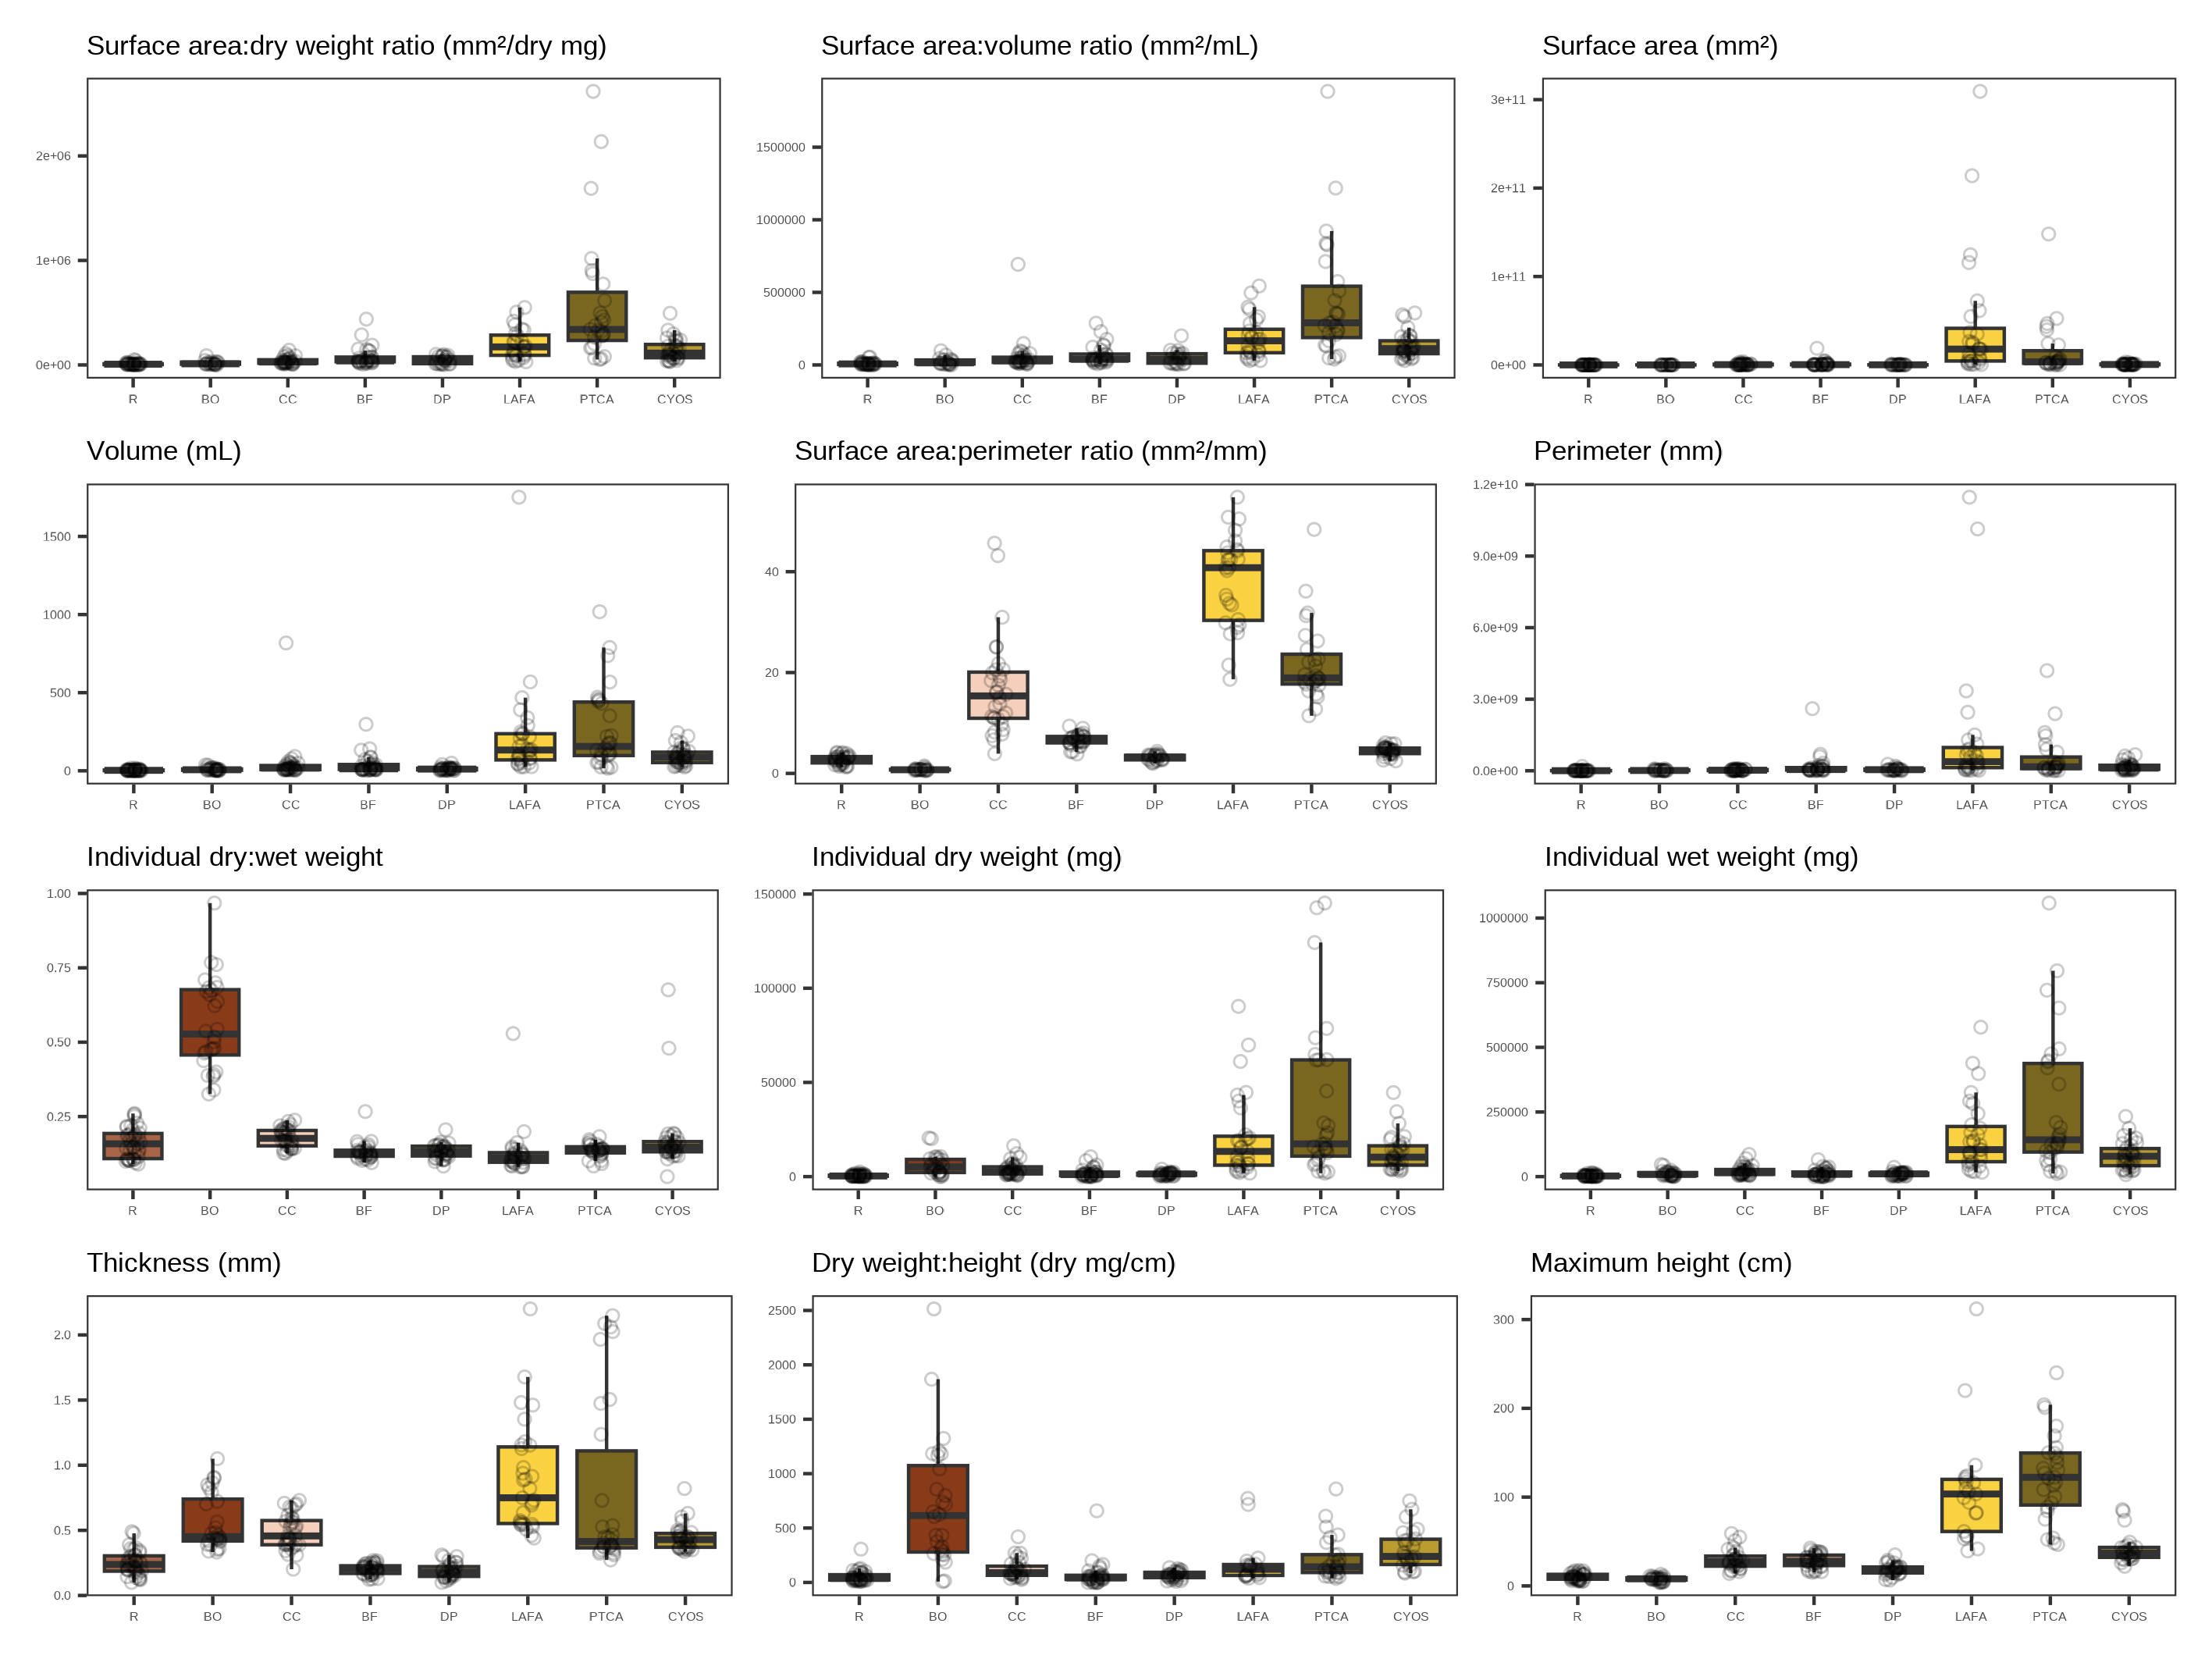 Surface area:dry weight ratio (mm²/dry mg)
2e+06
1e+06
0e+00
R BO CC BF DP LAFA PTCA CYOS
Surface area:volume ratio (mm²/mL)
1500000
1000000
500000
0
R BO CC BF DP LAFA PTCA CYOS
Surface area (mm²)
3e+11
2e+11
1e+11
0e+00
R BO CC BF DP LAFA PTCA CYOS
Volume (mL)
1500
1000
500
0
R BO CC BF DP LAFA PTCA CYOS
Surface area:perimeter ratio (mm²/mm)
40
20
0
R BO CC BF DP LAFA PTCA CYOS
Perimeter (mm)
1.2e+10
9.0e+09
6.0e+09
3.0e+09
0.0e+00
R BO CC BF DP LAFA PTCA CYOS
Individual dry:wet weight
1.00
0.75
0.50
0.25
R BO CC BF DP LAFA PTCA CYOS
Individual dry weight (mg)
150000
100000
50000
0
R BO CC BF DP LAFA PTCA CYOS
Individual wet weight (mg)
1000000
750000
500000
250000
0
R BO CC BF DP LAFA PTCA CYOS
Thickness (mm)
2.0
1.5
1.0
0.5
0.0
R BO CC BF DP LAFA PTCA CYOS
Dry weight:height (dry mg/cm)
2500
2000
1500
1000
500
0
R BO CC BF DP LAFA PTCA CYOS
Maximum height (cm)
300
200
100
0
R BO CC BF DP LAFA PTCA CYOS